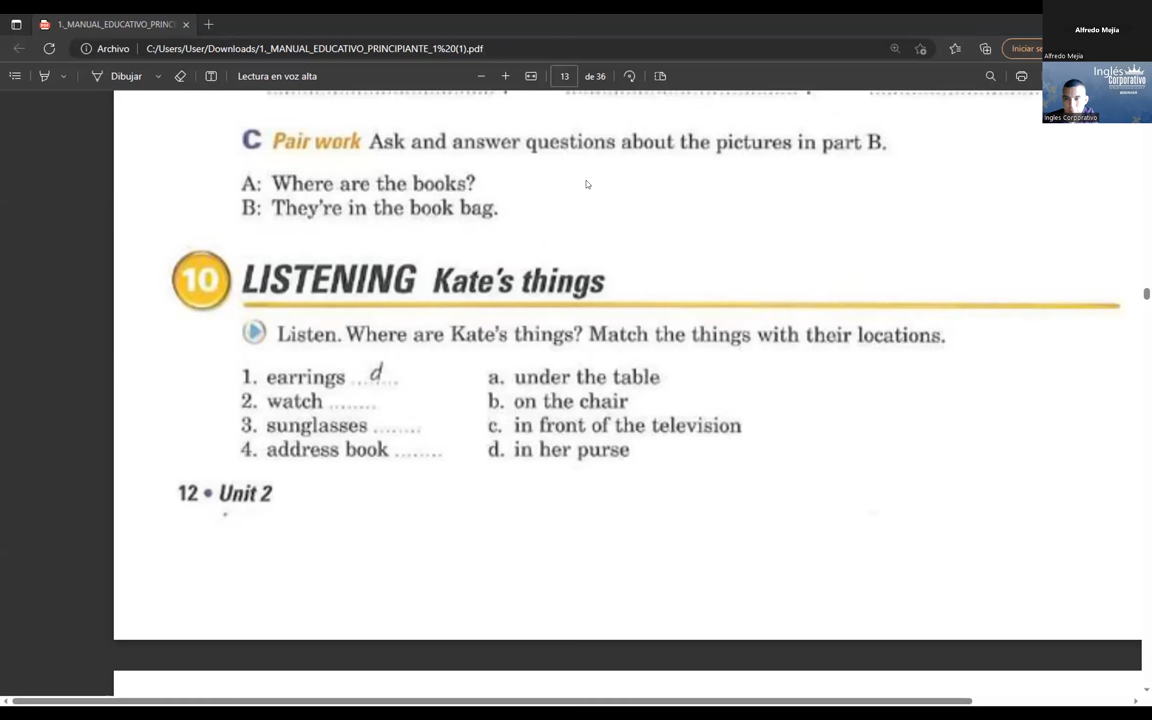 1._MANUAL_EDUCATIVO_PRINC
Archivo C:/Users/User/Downloads/1._MANUAL_EDUCATIVO_PRINCIPIANTE_1%20(1).pdf
Iniciar se
Dibujar
Lectura en voz alta
13 de 36
Alfredo Mejía
Alfredo Mejía
Inglés
Corporativo
Ingles Corporativo
C Pair work Ask and answer questions about the pictures in part B.
A: Where are the books?
B: They're in the book bag.
10 LISTENING Kate's things
Listen. Where are Kate's things? Match the things with their locations.
1. earrings ...d.... a. under the table
2. watch ........ b. on the chair
3. sunglasses ........ c. in front of the television
4. address book ........ d. in her purse
12 • Unit 2